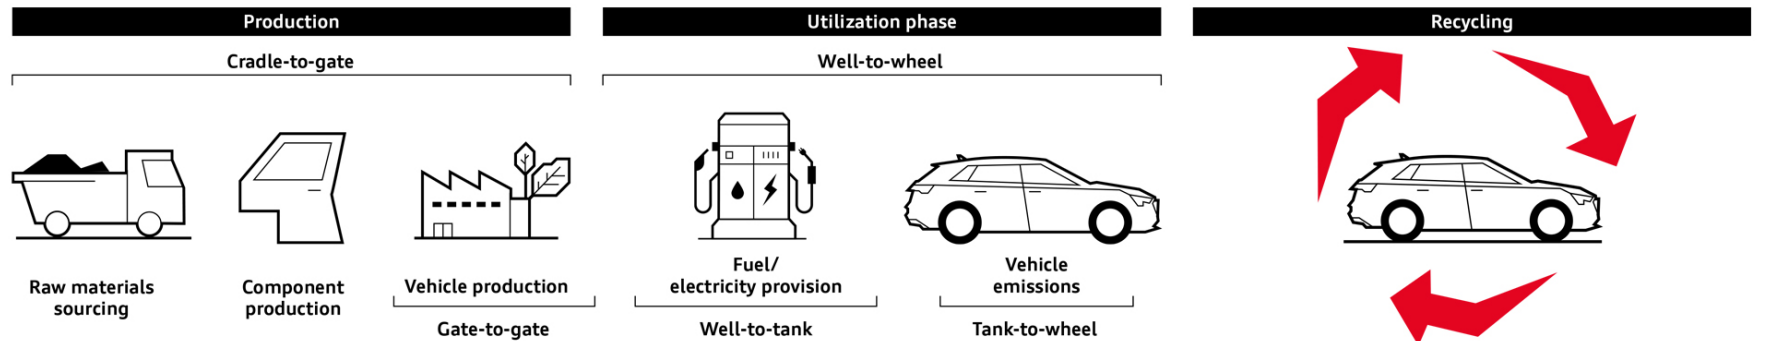 Production
Cradle-to-gate
Raw materials
sourcing
Component
production
Vehicle production
Gate-to-gate
Utilization phase
Well-to-wheel
Fuel/
electricity provision
Well-to-tank
Vehicle
emissions
Tank-to-wheel
Recycling